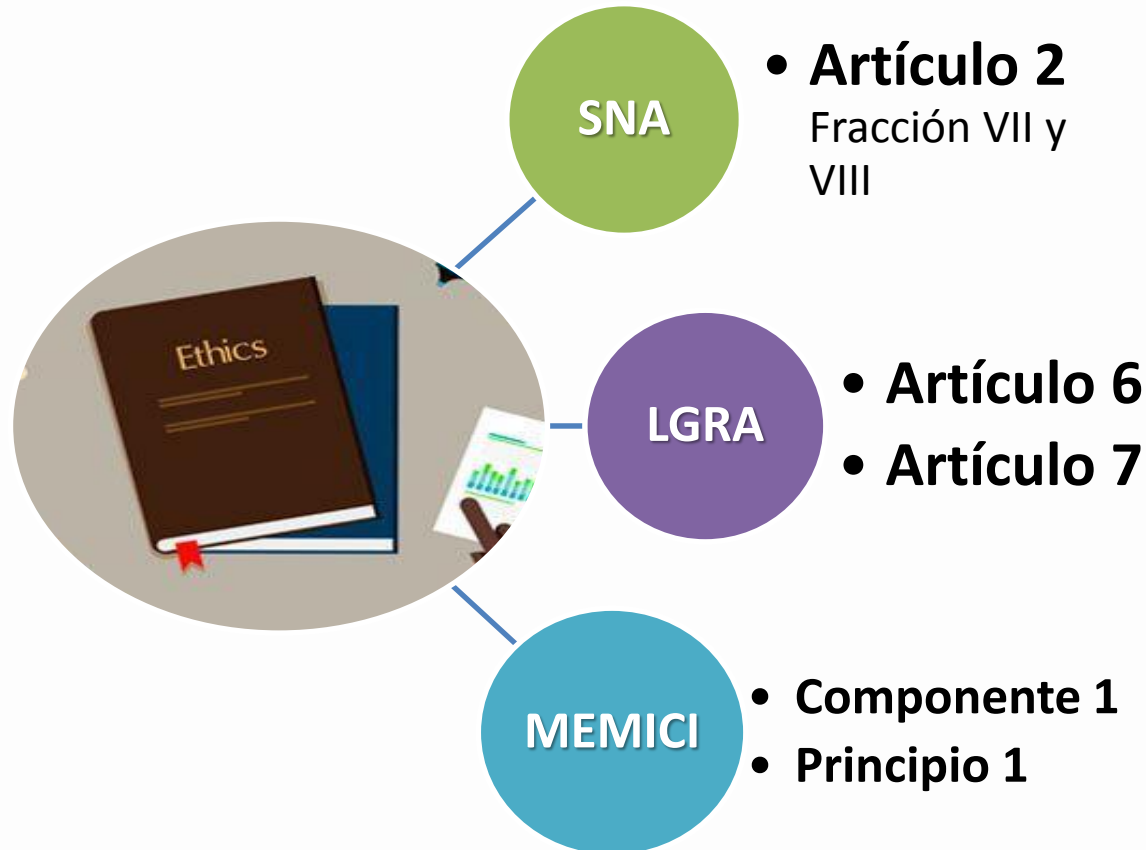 SNA
• Artículo 2
Fracción VII y
VIII
Ethics
LGRA
• Artículo 6
• Artículo 7
MEMICI
• Componente 1
• Principio 1